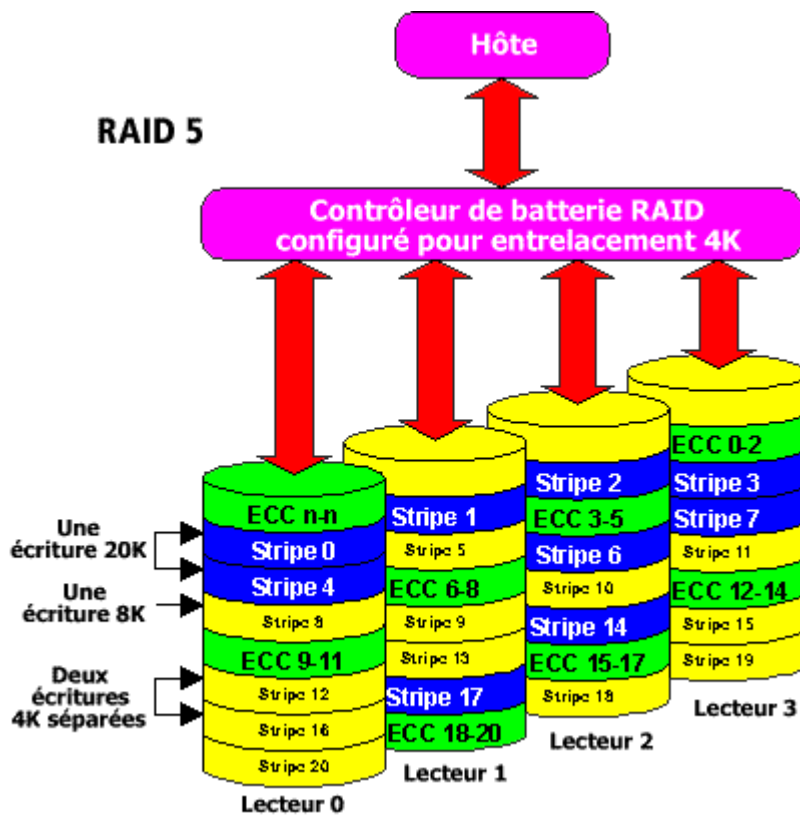 Hôte
RAID 5
Contrôleur de batterie RAID
configuré pour entrelacement 4K
Une
écriture 20K
Une
écriture 8K
Deux
écritures
4K séparées
ECC n-n
Stripe 0
Stripe 4
Stripe 8
ECC 9-11
Stripe 12
Stripe 16
Stripe 20
Lecteur 0
Stripe 1
Stripe 5
ECC 6-8
Stripe 9
Stripe 13
Stripe 17
ECC 18-20
Lecteur 1
Stripe 2
ECC 3-5
Stripe 6
Stripe 10
Stripe 14
ECC 15-17
Stripe 18
Lecteur 2
ECC 0-2
Stripe 3
Stripe 7
Stripe 11
ECC 12-14
Stripe 15
Stripe 19
Lecteur 3